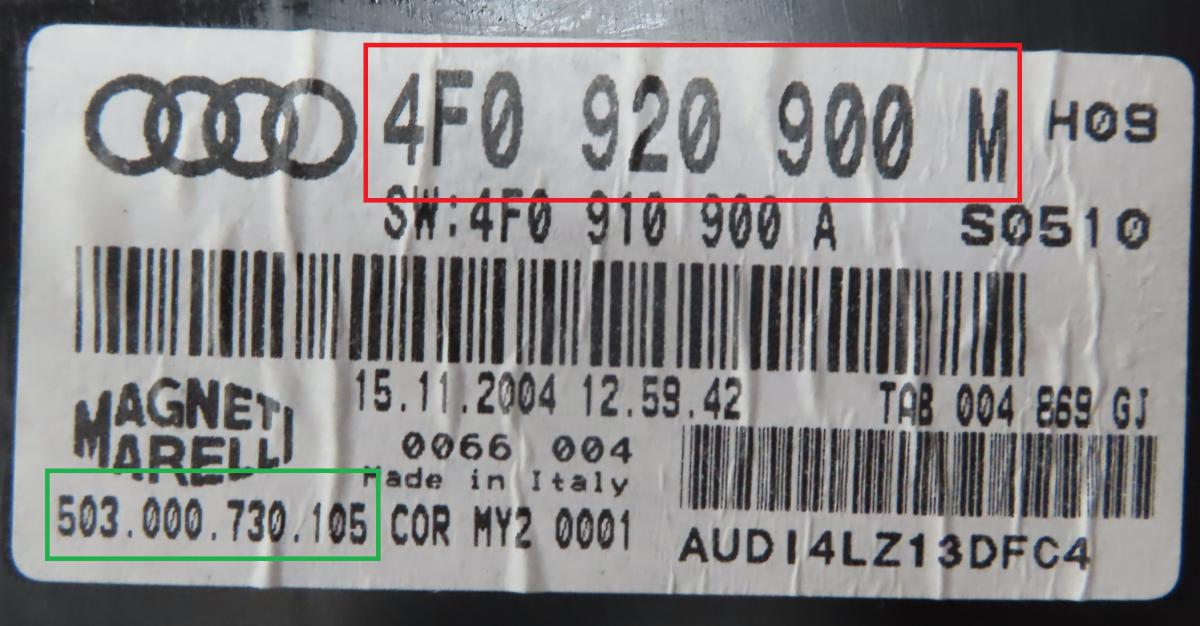 4F0 920 900 M H09
SW:4F0 910 900 A S0510
15.11.2004 12.59.42 TAB 004 869 GJ
MAGNETI
MARELLI
0066 004
Made in Italy
503.000.730.105 COR MY2 0001
AUDI4LZ13DFC4